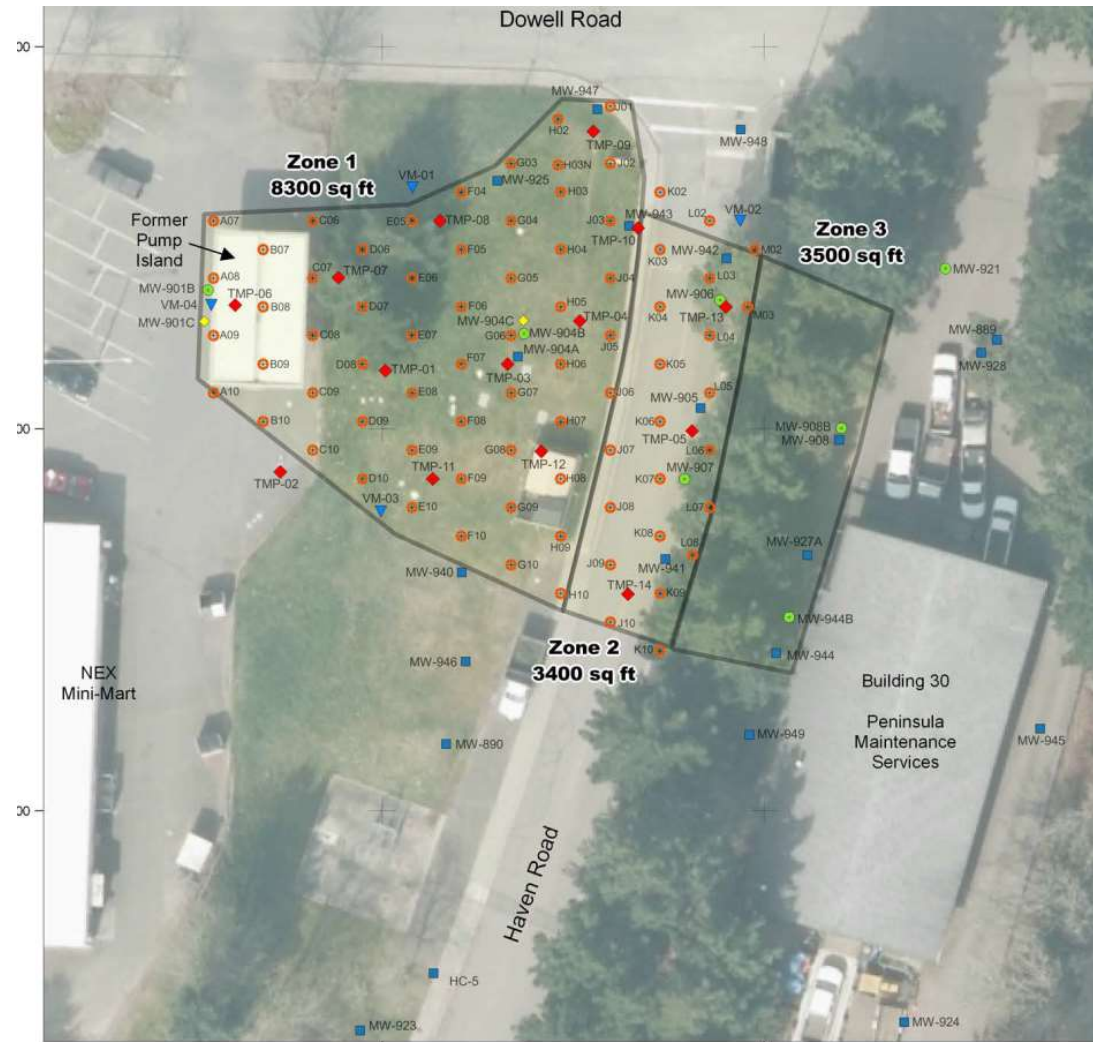 Dowell Road
MW-947
J01
H02
TMP-09
MW-948
Zone 1
8300 sq ft
G03
H03N
J02
VM-01
MW-925
F04
H03
K02
Former
Pump
Island
A07
C06
E05
TMP-08
G04
J03
MW-943
L02
VM-02
TMP-10
Zone 3
3500 sq ft
B07
D06
F05
H04
K03
MW-942
M02
MW-921
A08
C07
TMP-07
E06
G05
J04
L03
MW-901B
VM-04
TMP-06
B08
D07
F06
H05
K04
MW-906
M03
MW-901C
MW-904C
TMP-04
TMP-13
A09
C08
E07
G06
MW-904B
J05
L04
MW-889
MW-928
MW-904A
B09
D08
TMP-01
F07
TMP-03
H06
K05
A10
C09
E08
G07
J06
L05
MW-905
B10
D09
F08
H07
K06
TMP-05
MW-908B
MW-908
C10
E09
G08
TMP-12
J07
L06
TMP-02
D10
TMP-11
F09
H08
K07
MW-907
VM-03
E10
G09
J08
L07
F10
H09
K08
MW-927A
L08
MW-940
G10
J09
MW-941
H10
TMP-14
K09
MW-944B
J10
Zone 2
3400 sq ft
K10
MW-944
MW-946
NEX
Mini-Mart
Building 30
MW-890
MW-949
Peninsula
Maintenance
Services
MW-945
Haven Road
HC-5
MW-923
MW-924